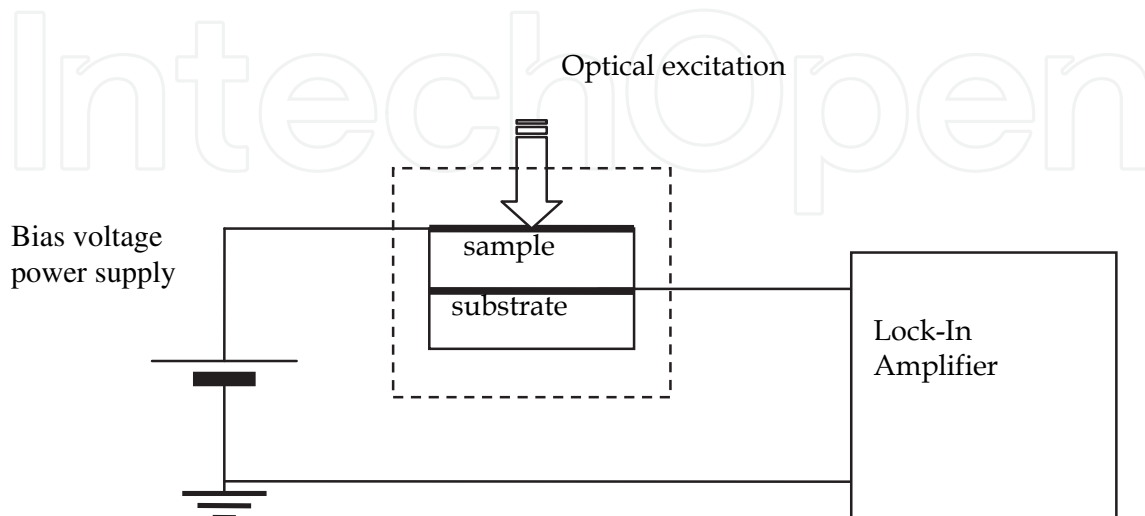 IntechOpen
Optical excitation
Bias voltage
power supply
sample
substrate
Lock-In
Amplifier